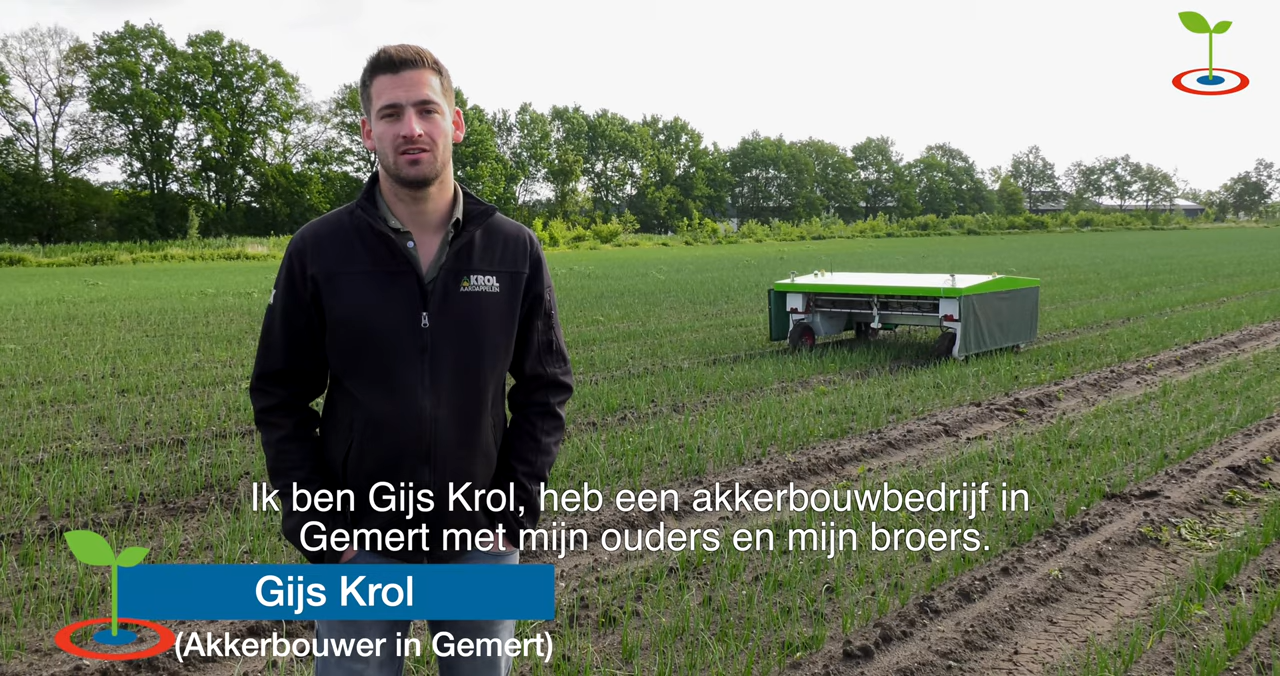 KROL
AARDAPPELEN
Ik ben Gijs Krol, heb een akkerbouwbedrijf in
Gemert met mijn ouders en mijn broers.
Gijs Krol
(Akkerbouwer in Gemert)